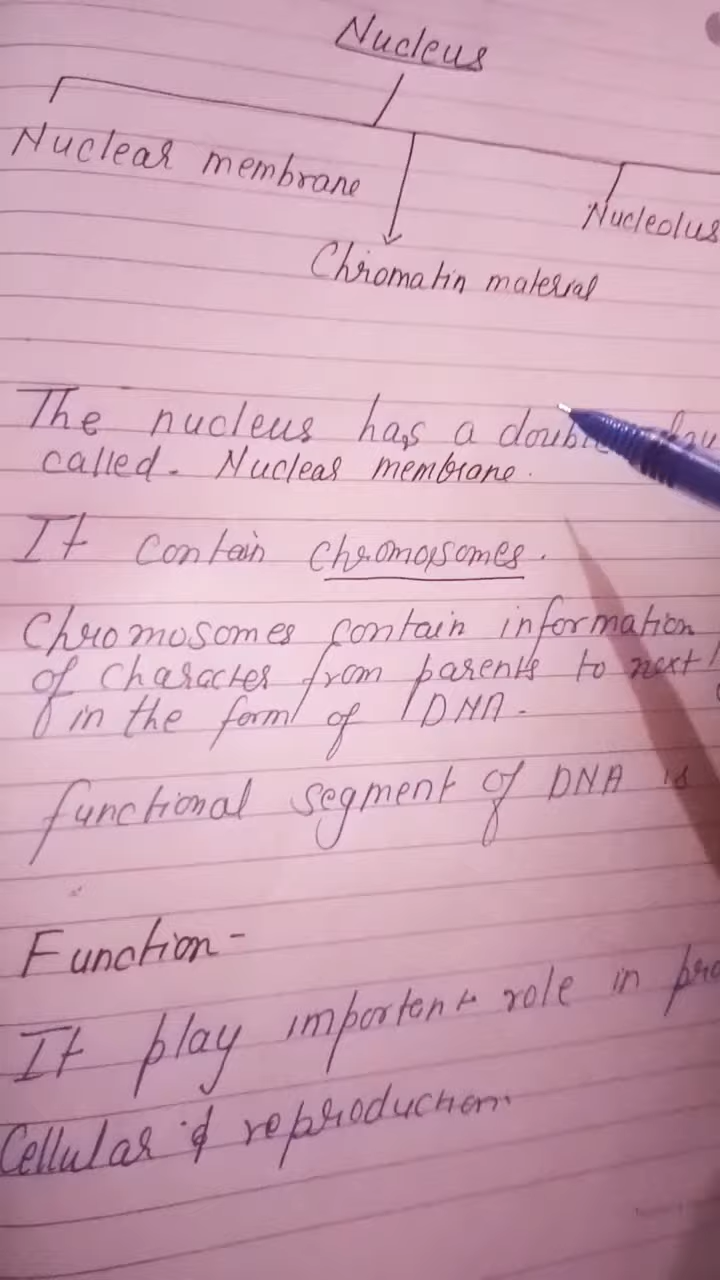 Nucleus
Nuclear membrane
Nucleolus
Chromatin material
The nucleus has a double
called - Nuclear membrane.
It contain Chromosomes.
Chromosomes contain information
of character from parents to next
in the form of DNA -
functional segment of DNA is
Function -
It play importent role in
Cellular & reproduction